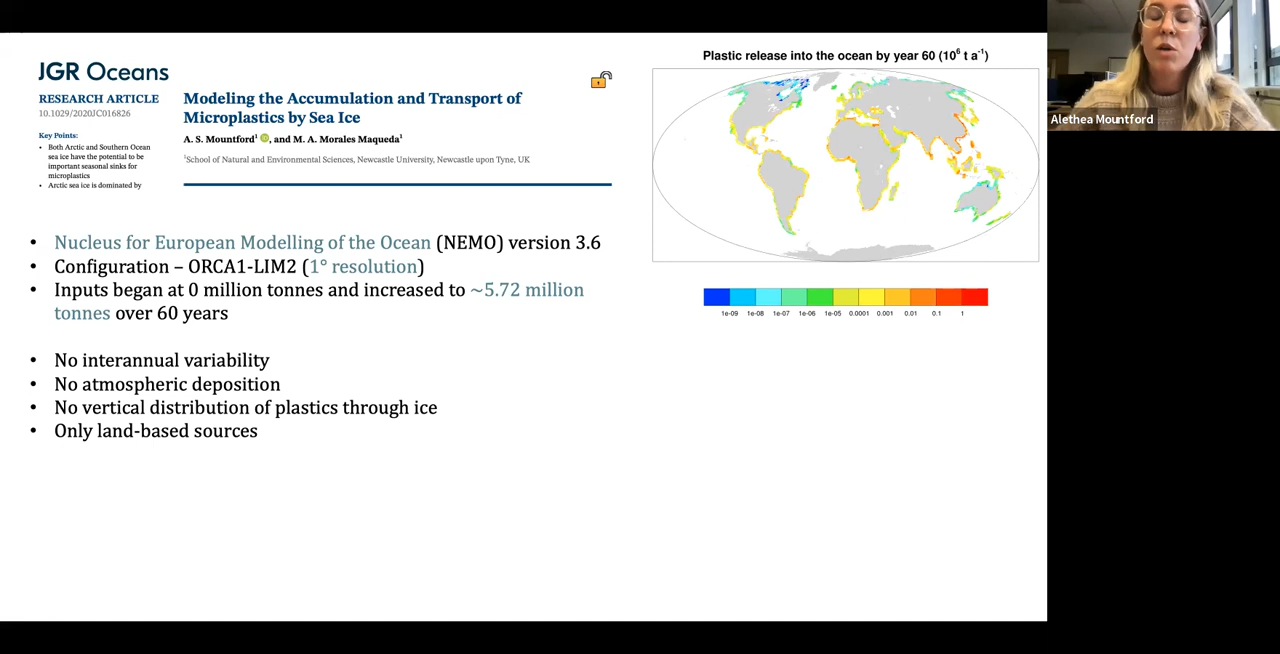 JGR Oceans
RESEARCH ARTICLE
10.1029/2020JC016826
Key Points:
• Both Arctic and Southern Ocean
sea ice have the potential to be
important seasonal sinks for
microplastics
• Arctic sea ice is dominated by
Modeling the Accumulation and Transport of
Microplastics by Sea Ice
A. S. Mountford¹, and M. A. Morales Maqueda¹
¹School of Natural and Environmental Sciences, Newcastle University, Newcastle upon Tyne, UK
• Nucleus for European Modelling of the Ocean (NEMO) version 3.6
• Configuration – ORCA1-LIM2 (1° resolution)
• Inputs began at 0 million tonnes and increased to ~5.72 million
tonnes over 60 years
• No interannual variability
• No atmospheric deposition
• No vertical distribution of plastics through ice
• Only land-based sources
Plastic release into the ocean by year 60 (10⁶ t a⁻¹)
1e-09 1e-08 1e-07 1e-06 1e-05 0.0001 0.001 0.01 0.1 1
Alethea Mountford